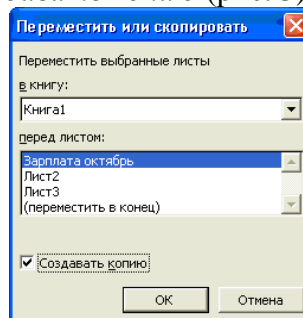 Переместить или скопировать
Переместить выбранные листы
в книгу:
Книга1
перед листом:
Зарплата октябрь
Лист2
Лист3
(переместить в конец)
Создавать копию
ОК
Отмена